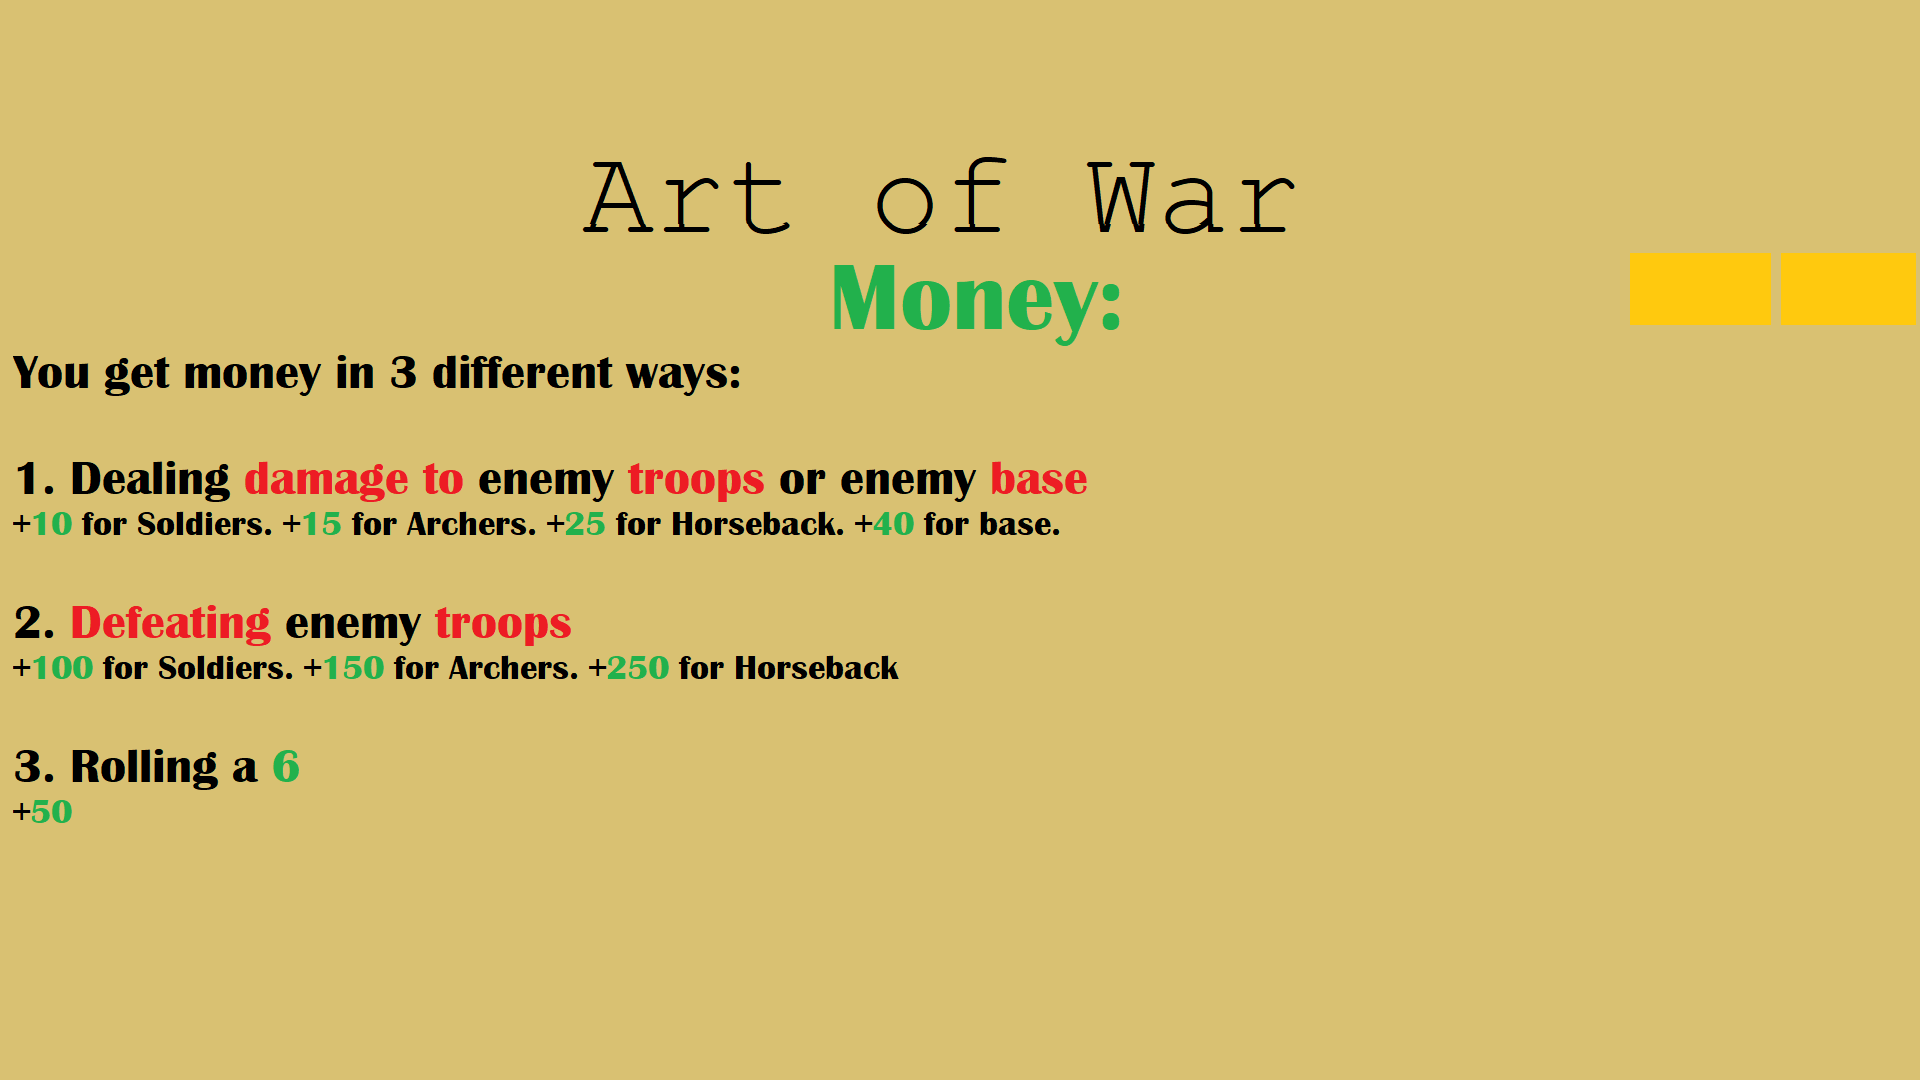 Art of War
Money:
You get money in 3 different ways:
1. Dealing damage to enemy troops or enemy base
+10 for Soldiers. +15 for Archers. +25 for Horseback. +40 for base.
2. Defeating enemy troops
+100 for Soldiers. +150 for Archers. +250 for Horseback
3. Rolling a 6
+50